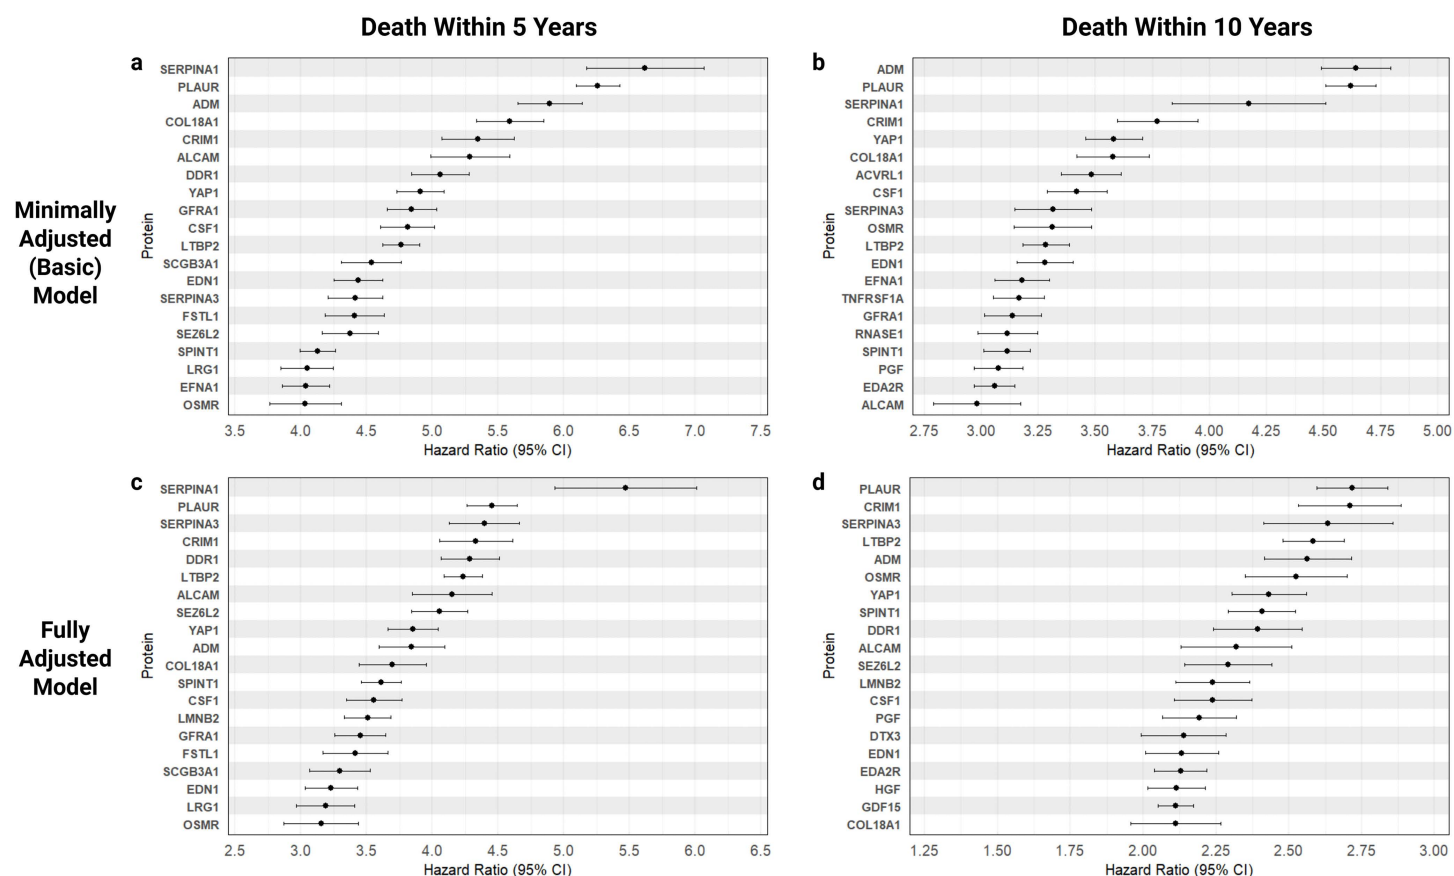 Death Within 5 Years
Death Within 10 Years
Minimally
Adjusted
(Basic)
Model
a
Protein
SERPINA1
PLAUR
ADM
COL18A1
CRIM1
ALCAM
DDR1
YAP1
GFRA1
CSF1
LTBP2
SCGB3A1
EDN1
SERPINA3
FSTL1
SEZ6L2
SPINT1
LRG1
EFNA1
OSMR
3.5 4.0 4.5 5.0 5.5 6.0 6.5 7.0 7.5
Hazard Ratio (95% CI)
b
Protein
ADM
PLAUR
SERPINA1
CRIM1
YAP1
COL18A1
ACVRL1
CSF1
SERPINA3
OSMR
LTBP2
EDN1
EFNA1
TNFRSF1A
GFRA1
RNASE1
SPINT1
PGF
EDA2R
ALCAM
2.75 3.00 3.25 3.50 3.75 4.00 4.25 4.50 4.75 5.00
Hazard Ratio (95% CI)
Fully
Adjusted
Model
c
Protein
SERPINA1
PLAUR
SERPINA3
CRIM1
DDR1
LTBP2
ALCAM
SEZ6L2
YAP1
ADM
COL18A1
SPINT1
CSF1
LMNB2
GFRA1
FSTL1
SCGB3A1
EDN1
LRG1
OSMR
2.5 3.0 3.5 4.0 4.5 5.0 5.5 6.0 6.5
Hazard Ratio (95% CI)
d
Protein
PLAUR
CRIM1
SERPINA3
LTBP2
ADM
OSMR
YAP1
SPINT1
DDR1
ALCAM
SEZ6L2
LMNB2
CSF1
PGF
DTX3
EDN1
EDA2R
HGF
GDF15
COL18A1
1.25 1.50 1.75 2.00 2.25 2.50 2.75 3.00
Hazard Ratio (95% CI)